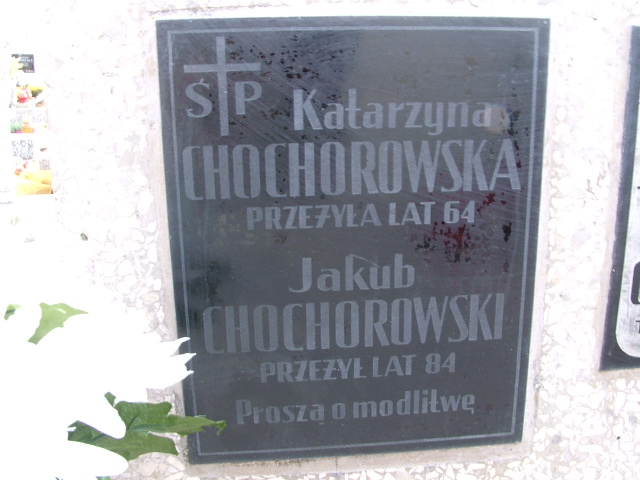 ŚP Katarzyna
CHOCHOROWSKA
PRZEŻYŁA LAT 64
Jakub
CHOCHOROWSKI
PRZEŻYŁ LAT 84
Proszą o modlitwę